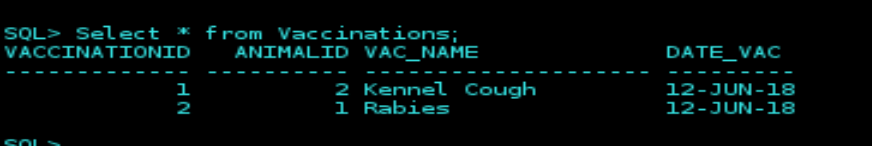 SQL> Select * from Vaccinations;
VACCINATIONID   ANIMALID VAC_NAME             DATE_VAC
------------- ---------- -------------------- ---------
            1          2 Kennel Cough         12-JUN-18
            2          1 Rabies               12-JUN-18
SQL>